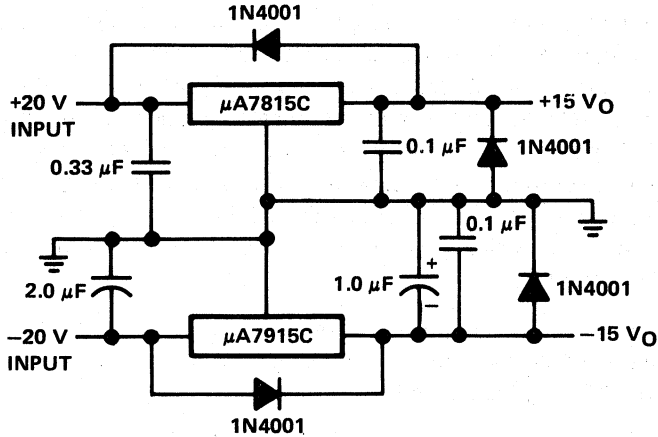 1N4001
+20 V
INPUT
μA7815C
+15 VO
0.33 μF
0.1 μF
1N4001
0.1 μF
2.0 μF
1.0 μF
+
−
1N4001
−20 V
INPUT
μA7915C
−15 VO
1N4001